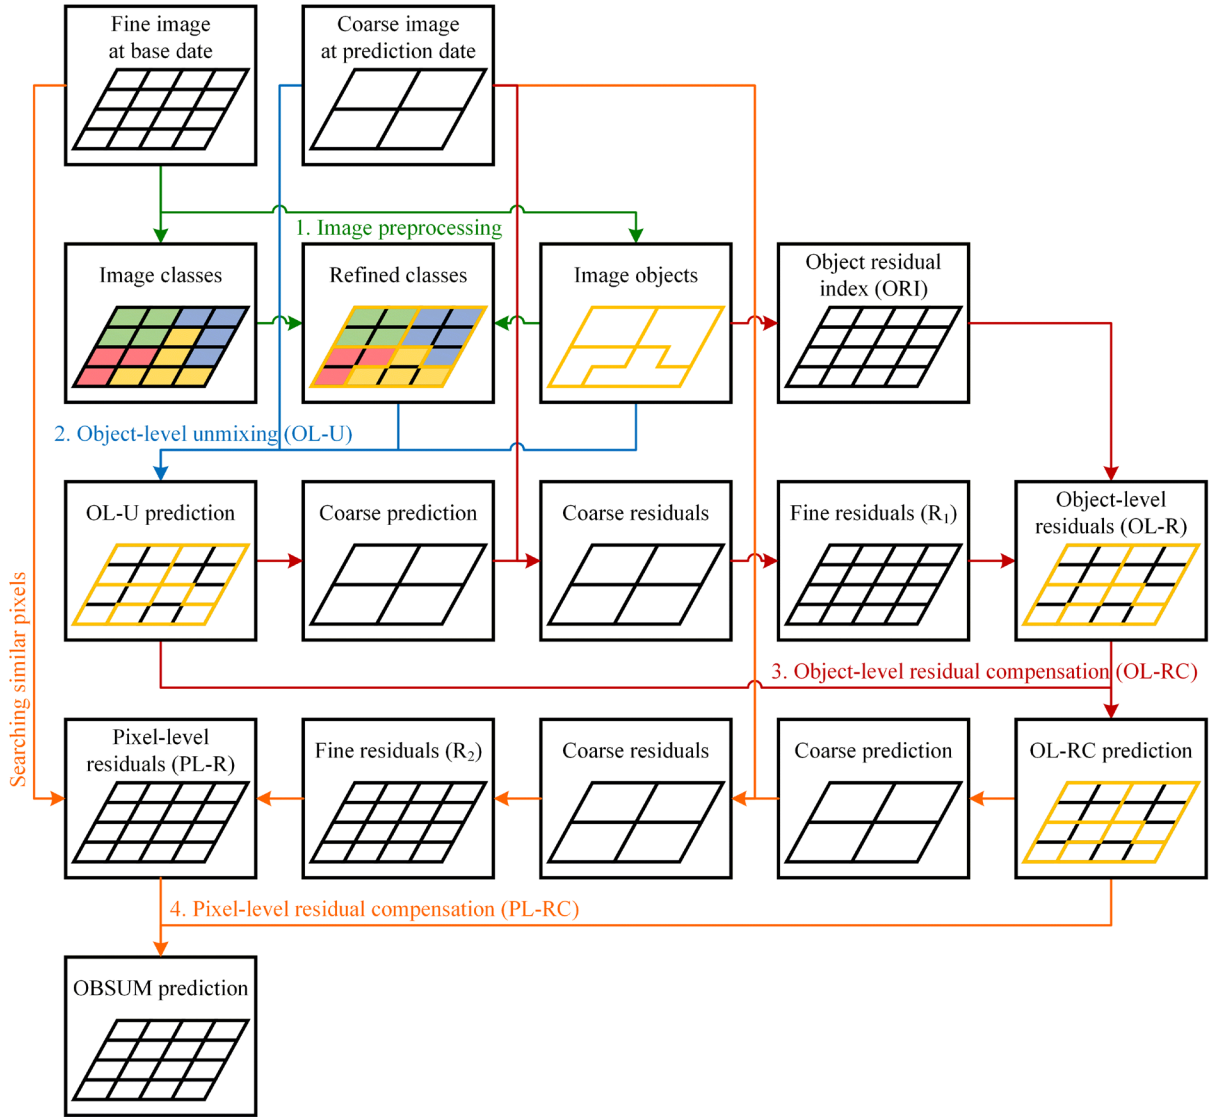 Fine image
at base date
Coarse image
at prediction date
1. Image preprocessing
Image classes
Refined classes
Image objects
Object residual
index (ORI)
2. Object-level unmixing (OL-U)
OL-U prediction
Coarse prediction
Coarse residuals
Fine residuals (R₁)
Object-level
residuals (OL-R)
Searching similar pixels
3. Object-level residual compensation (OL-RC)
Pixel-level
residuals (PL-R)
Fine residuals (R₂)
Coarse residuals
Coarse prediction
OL-RC prediction
4. Pixel-level residual compensation (PL-RC)
OBSUM prediction